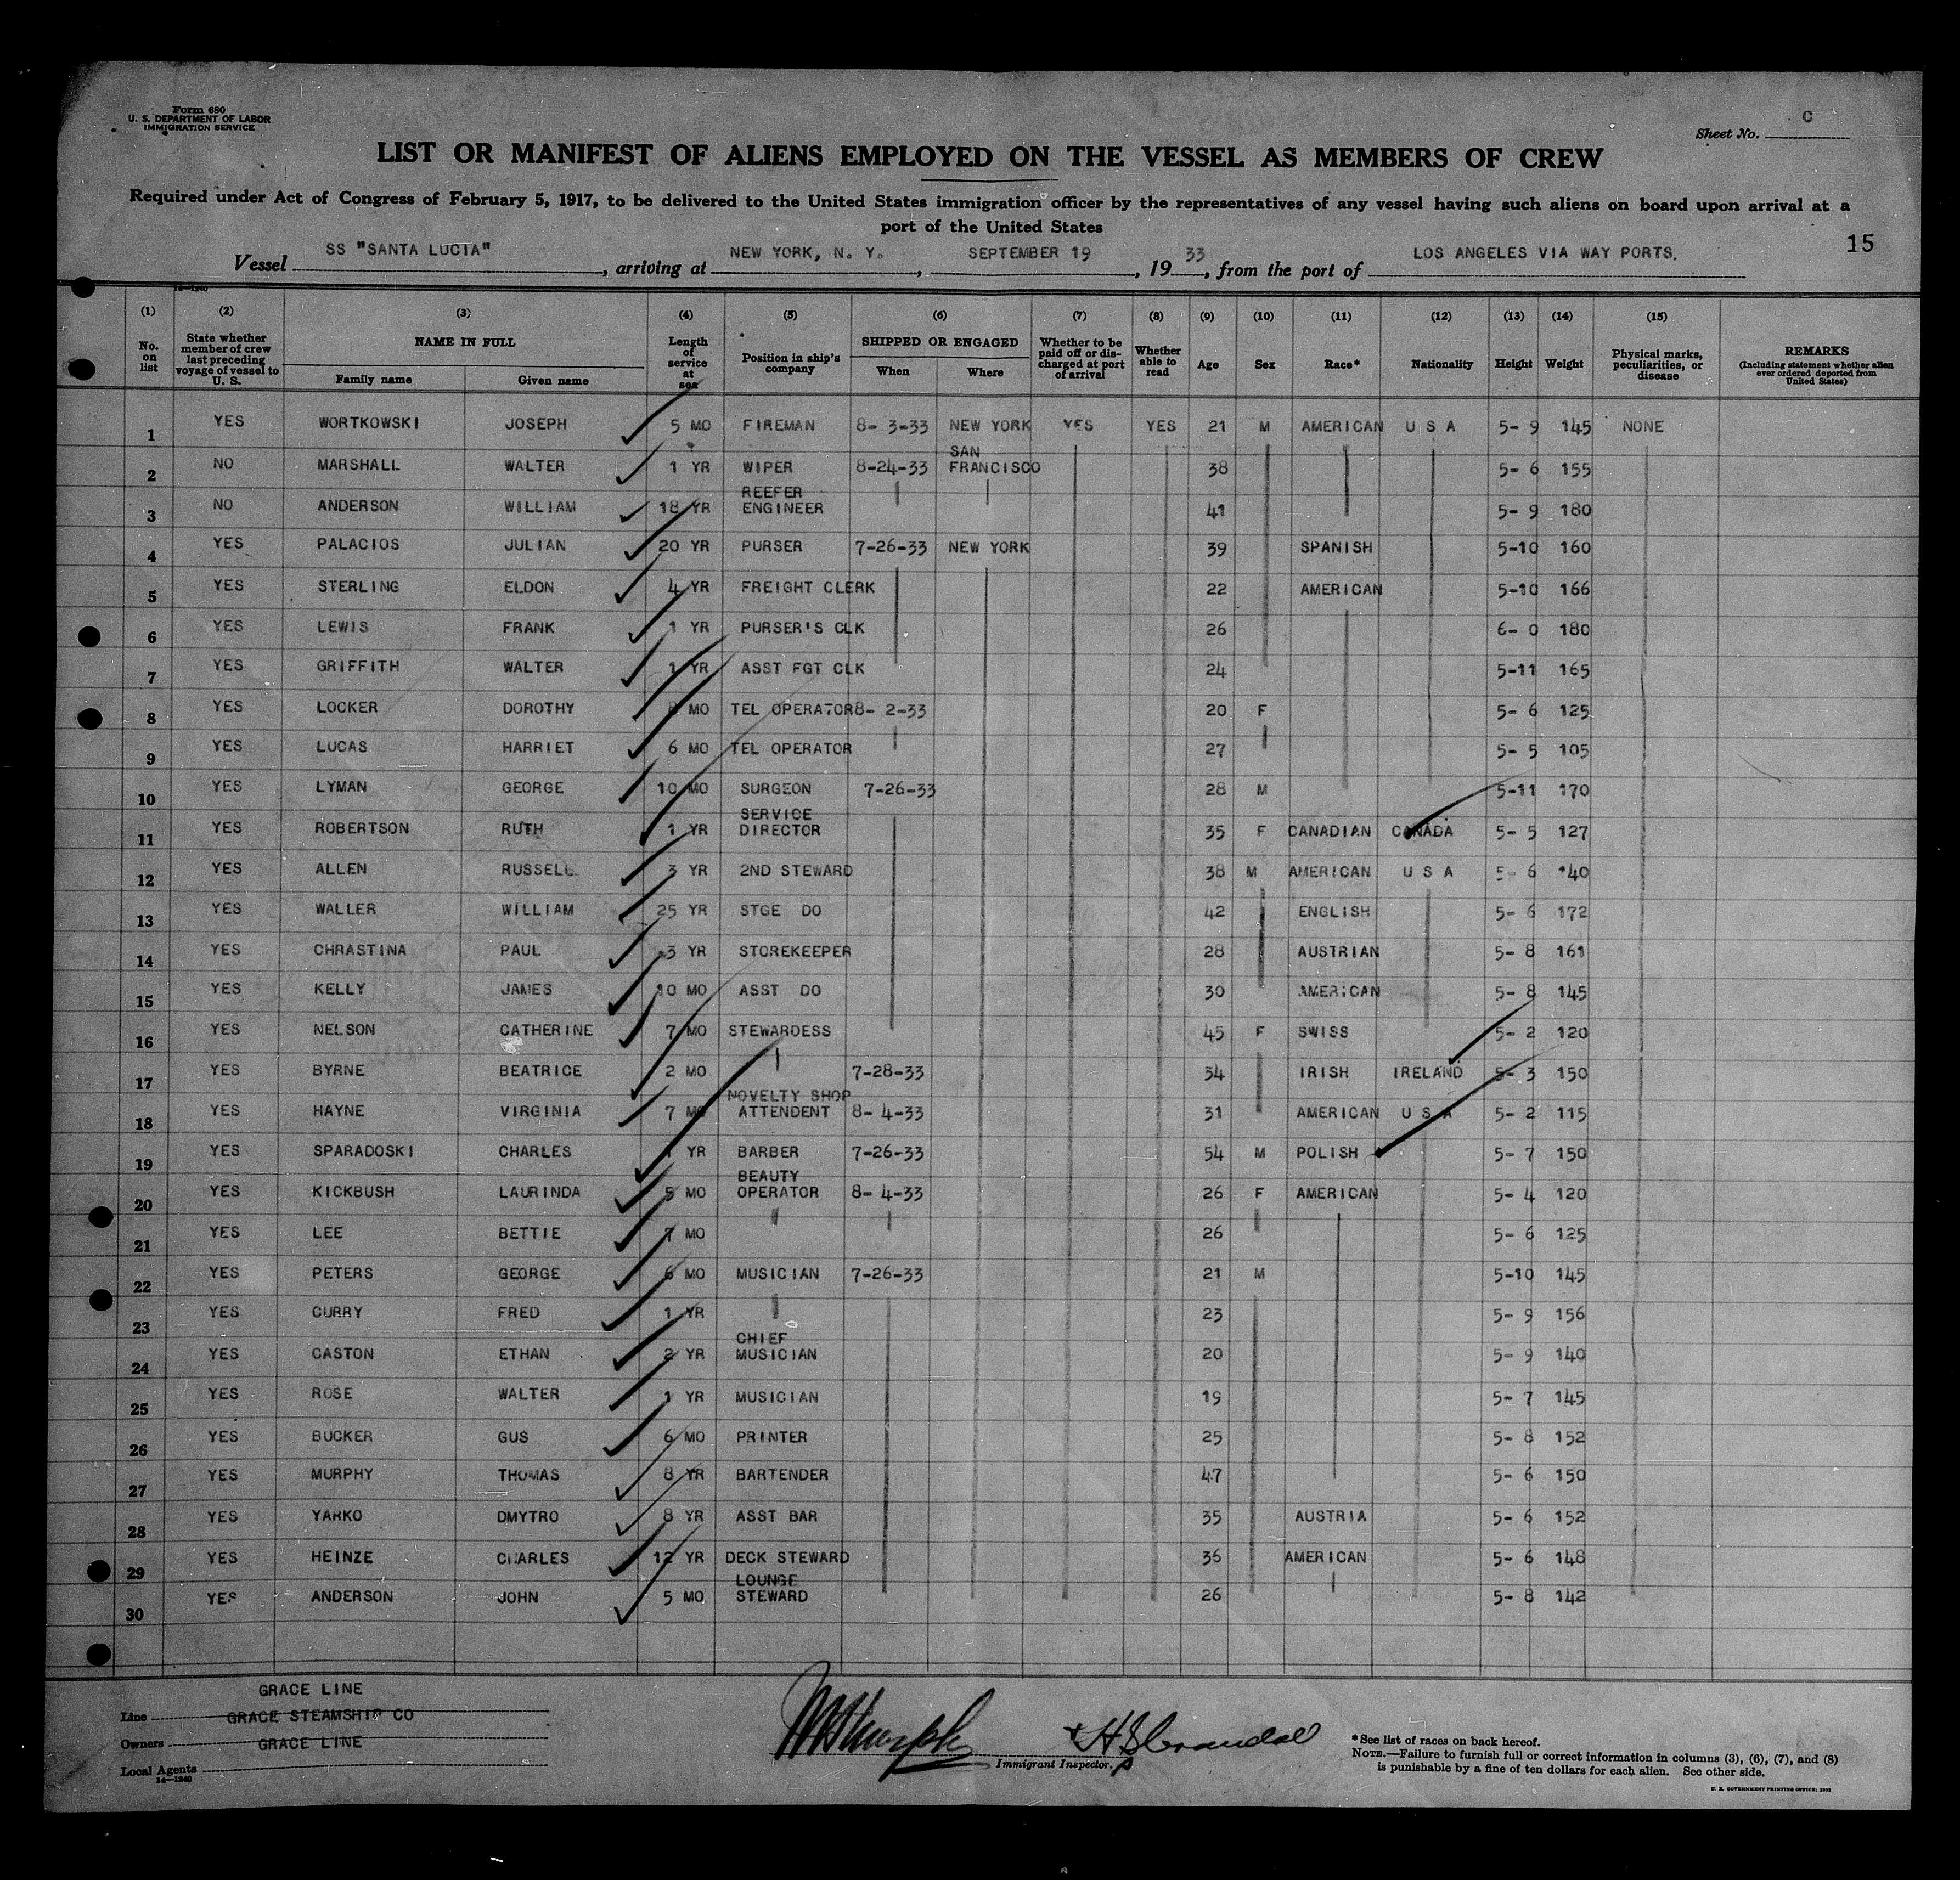 Form 680
U. S. DEPARTMENT OF LABOR
IMMIGRATION SERVICE
Sheet No. C
LIST OR MANIFEST OF ALIENS EMPLOYED ON THE VESSEL AS MEMBERS OF CREW
Required under Act of Congress of February 5, 1917, to be delivered to the United States immigration officer by the representatives of any vessel having such aliens on board upon arrival at a
port of the United States
15
Vessel SS "SANTA LUCIA", arriving at NEW YORK, N. Y., SEPTEMBER 19, 1933, from the port of LOS ANGELES VIA WAY PORTS.
(1) (2) (3) (4) (5) (6) (7) (8) (9) (10) (11) (12) (13) (14) (15)
No. on list
State whether member of crew last preceding voyage of vessel to U. S.
NAME IN FULL
Family name
Given name
Length of service at sea
Position in ship's company
SHIPPED OR ENGAGED
When
Where
Whether to be paid off or discharged at port of arrival
Whether able to read
Age
Sex
Race*
Nationality
Height
Weight
Physical marks, peculiarities, or disease
REMARKS
(Including statement whether alien ever ordered deported from United States)
1 YES WORTKOWSKI JOSEPH 5 MO FIREMAN 8- 3-33 NEW YORK YES YES 21 M AMERICAN U S A 5- 9 145 NONE
2 NO MARSHALL WALTER 1 YR WIPER 8-24-33 SAN FRANCISCO 38 5- 6 155
3 NO ANDERSON WILLIAM 18 YR REEFER ENGINEER 41 5- 9 180
4 YES PALACIOS JULIAN 20 YR PURSER 7-26-33 NEW YORK 39 SPANISH 5-10 160
5 YES STERLING ELDON 4 YR FREIGHT CLERK 22 AMERICAN 5-10 166
6 YES LEWIS FRANK 1 YR PURSER'S CLK 26 6- 0 180
7 YES GRIFFITH WALTER 1 YR ASST FGT CLK 24 5-11 165
8 YES LOCKER DOROTHY MO TEL OPERATOR 8- 2-33 20 F 5- 6 125
9 YES LUCAS HARRIET 6 MO TEL OPERATOR 27 5- 5 105
10 YES LYMAN GEORGE 10 MO SURGEON 7-26-33 28 M 5-11 170
11 YES ROBERTSON RUTH 1 YR SERVICE DIRECTOR 35 F CANADIAN CANADA 5- 5 127
12 YES ALLEN RUSSELL 3 YR 2ND STEWARD 38 M AMERICAN U S A 5- 6 140
13 YES WALLER WILLIAM 25 YR STGE DO 42 ENGLISH 5- 6 172
14 YES CHRASTINA PAUL 3 YR STOREKEEPER 28 AUSTRIAN 5- 8 161
15 YES KELLY JAMES 10 MO ASST DO 30 AMERICAN 5- 8 145
16 YES NELSON CATHERINE 7 MO STEWARDESS 45 F SWISS 5- 2 120
17 YES BYRNE BEATRICE 2 MO 7-28-33 34 IRISH IRELAND 5- 3 150
18 YES HAYNE VIRGINIA 7 MO NOVELTY SHOP ATTENDENT 8- 4-33 31 AMERICAN U S A 5- 2 115
19 YES SPARADOSKI CHARLES YR BARBER 7-26-33 54 M POLISH 5- 7 150
20 YES KICKBUSH LAURINDA 5 MO BEAUTY OPERATOR 8- 4-33 26 F AMERICAN 5- 4 120
21 YES LEE BETTIE 7 MO 26 5- 6 125
22 YES PETERS GEORGE 6 MO MUSICIAN 7-26-33 21 M 5-10 145
23 YES CURRY FRED 1 YR 23 5- 9 156
24 YES CASTON ETHAN 2 YR CHIEF MUSICIAN 20 5- 9 140
25 YES ROSE WALTER 1 YR MUSICIAN 19 5- 7 145
26 YES BUCKER GUS 6 MO PRINTER 25 5- 8 152
27 YES MURPHY THOMAS 8 YR BARTENDER 47 5- 6 150
28 YES YARKO DMYTRO 8 YR ASST BAR 35 AUSTRIA 5- 6 152
29 YES HEINZE CHARLES 12 YR DECK STEWARD 36 AMERICAN 5- 6 148
30 YES ANDERSON JOHN 5 MO LOUNGE STEWARD 26 5- 8 142
GRACE LINE
Line GRACE STEAMSHIP CO
Owners GRACE LINE
Local Agents
14—1240
Immigrant Inspector.
*See list of races on back hereof.
NOTE.—Failure to furnish full or correct information in columns (3), (6), (7), and (8)
is punishable by a fine of ten dollars for each alien. See other side.
U. S. GOVERNMENT PRINTING OFFICE: 1932